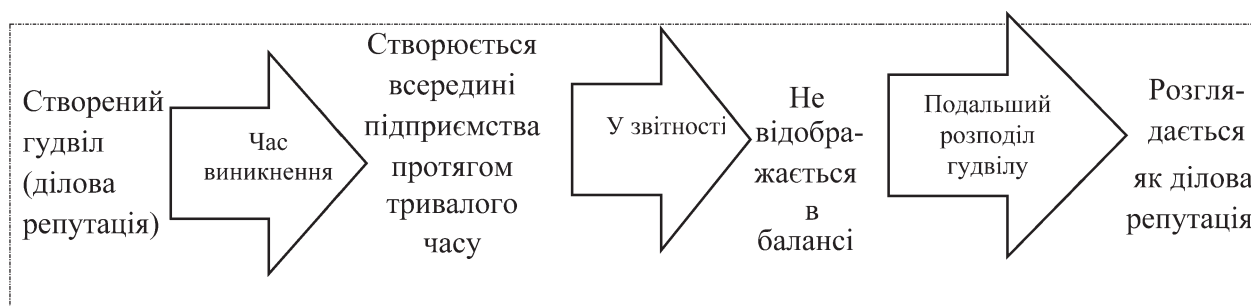 Створений
гудвіл
(ділова
репутація)
Час
виникнення
Створюється
всередині
підприємства
протягом
тривалого
часу
У звітності
Не
відобра-
жається
в
балансі
Подальший
розподіл
гудвілу
Розгля-
дається
як ділова
репутація